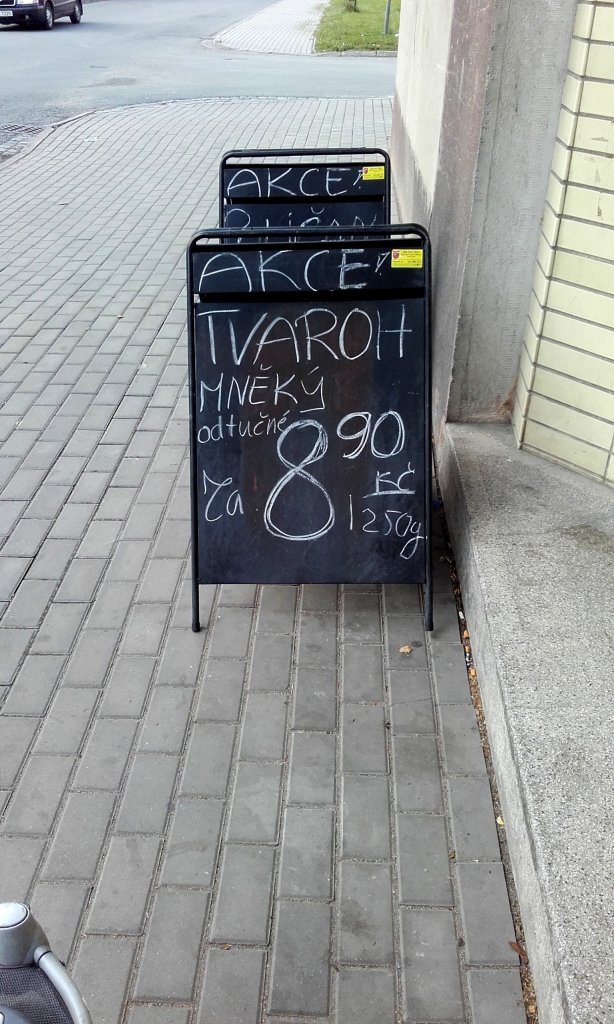 AKCE!
AKCE!
TVAROH
MNĚKÝ
odtučné
Za 8 90
KČ
1250g.